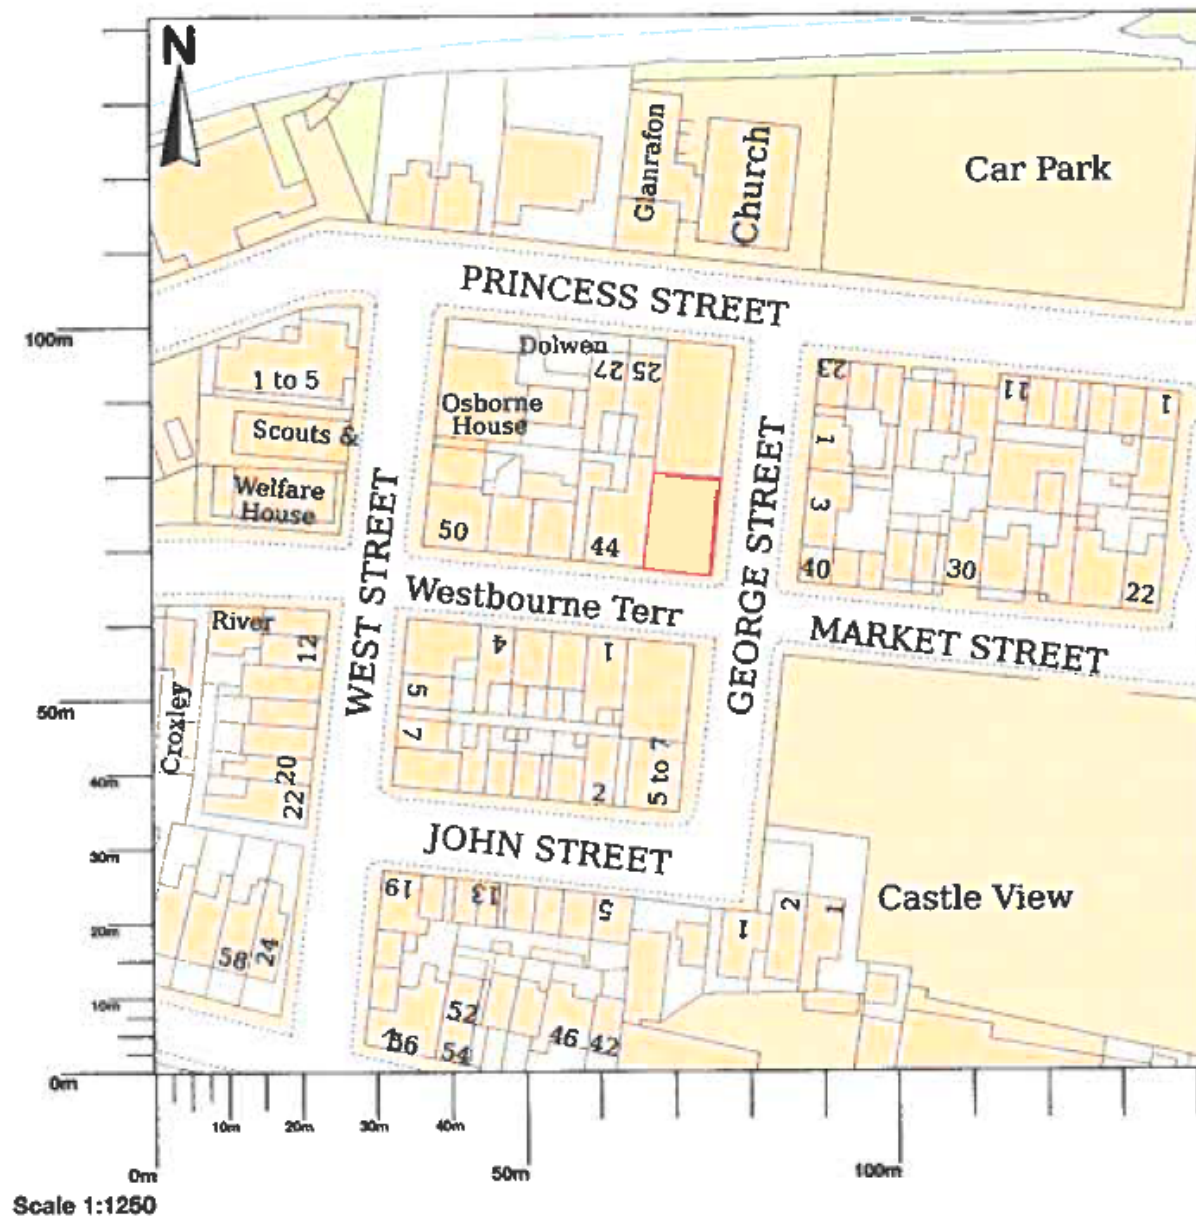 N
Glanrafon
Church
Car Park
PRINCESS STREET
100m
Dolwen
27
25
23
11
1
1 to 5
Osborne
House
Scouts &
1
Welfare
House
3
50
44
40
30
22
WEST STREET
GEORGE STREET
Westbourne Terr
MARKET STREET
River
12
4
1
50m
Croxley
5
7
20
22
2
5 to 7
40m
JOHN STREET
30m
19
13
5
1
2
1
Castle View
20m
58
24
10m
52
54
46
42
0m
10m
20m
30m
40m
0m
50m
100m
Scale 1:1250